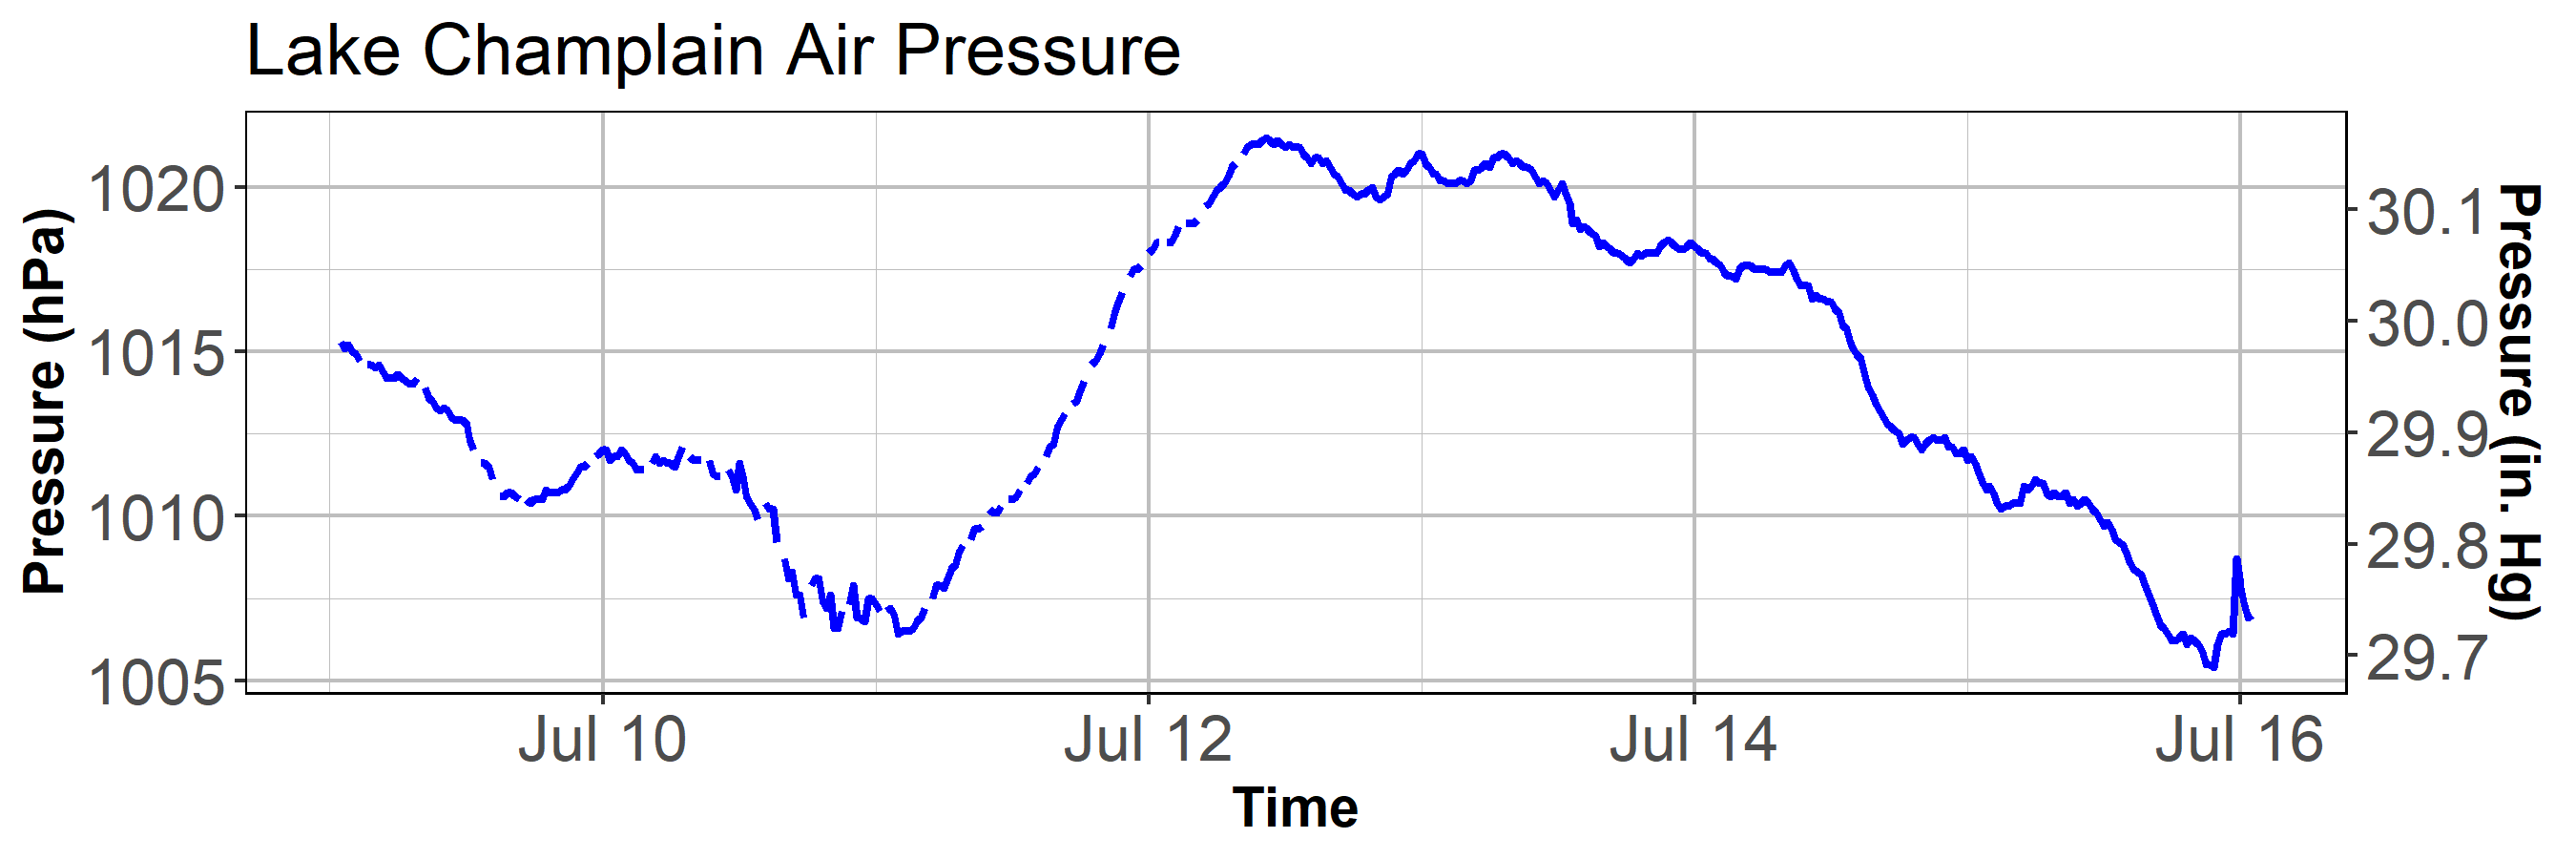 Lake Champlain Air Pressure
Pressure (hPa)
1020
1015
1010
1005
30.1
30.0
29.9
29.8
29.7
Pressure (in. Hg)
Jul 10 Jul 12 Jul 14 Jul 16
Time